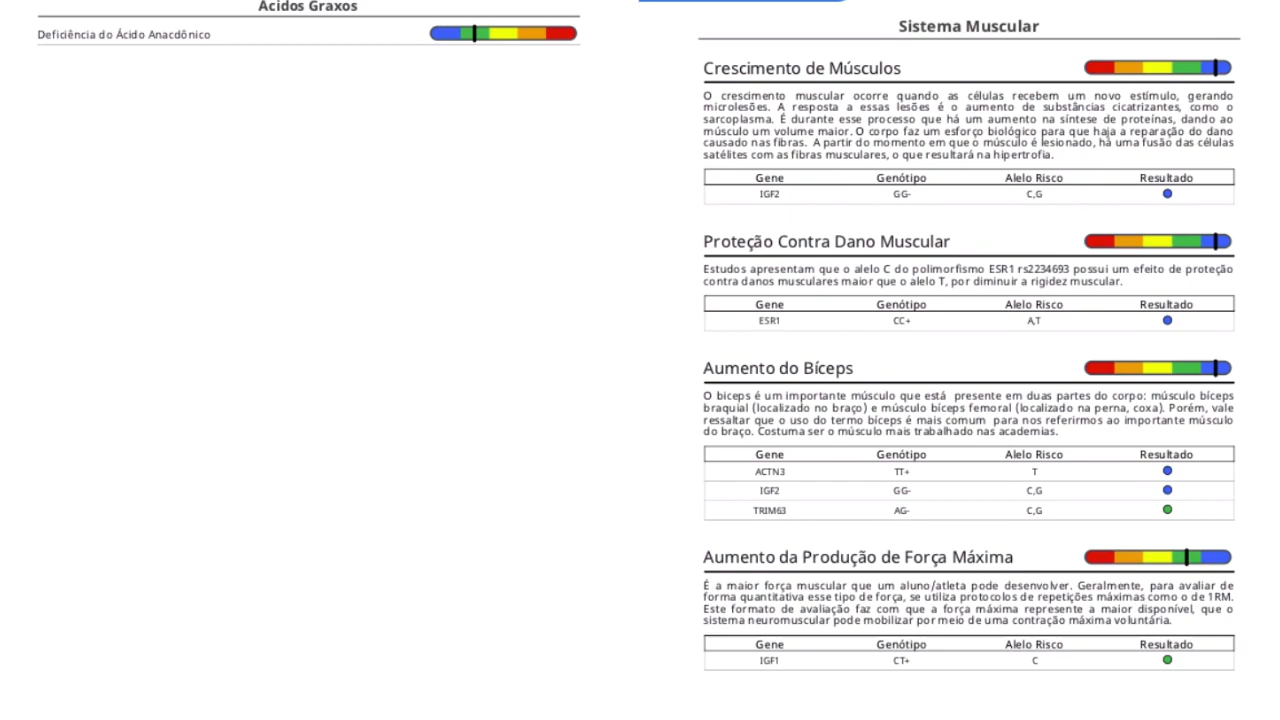 Ácidos Graxos
Deficiência do Ácido Anacdônico
Sistema Muscular
Crescimento de Músculos
O crescimento muscular ocorre quando as células recebem um novo estímulo, gerando
microlesões. A resposta a essas lesões é o aumento de substâncias cicatrizantes, como o
sarcoplasma. É durante esse processo que há um aumento na síntese de proteínas, dando ao
músculo um volume maior. O corpo faz um esforço biológico para que haja a reparação do dano
causado nas fibras. A partir do momento em que o músculo é lesionado, há uma fusão das células
satélites com as fibras musculares, o que resultará na hipertrofia.
Gene Genótipo Alelo Risco Resultado
IGF2 GG- C,G
Proteção Contra Dano Muscular
Estudos apresentam que o alelo C do polimorfismo ESR1 rs2234693 possui um efeito de proteção
contra danos musculares maior que o alelo T, por diminuir a rigidez muscular.
Gene Genótipo Alelo Risco Resultado
ESR1 CC+ A,T
Aumento do Bíceps
O biceps é um importante músculo que está presente em duas partes do corpo: músculo bíceps
braquial (localizado no braço) e músculo bíceps femoral (localizado na perna, coxa). Porém, vale
ressaltar que o uso do termo bíceps é mais comum para nos referirmos ao importante músculo
do braço. Costuma ser o músculo mais trabalhado nas academias.
Gene Genótipo Alelo Risco Resultado
ACTN3 TT+ T
IGF2 GG- C,G
TRIM63 AG- C,G
Aumento da Produção de Força Máxima
É a maior força muscular que um aluno/atleta pode desenvolver. Geralmente, para avaliar de
forma quantitativa esse tipo de força, se utiliza protocolos de repetições máximas como o de 1RM.
Este formato de avaliação faz com que a força máxima represente a maior disponível, que o
sistema neuromuscular pode mobilizar por meio de uma contração máxima voluntária.
Gene Genótipo Alelo Risco Resultado
IGF1 CT+ C